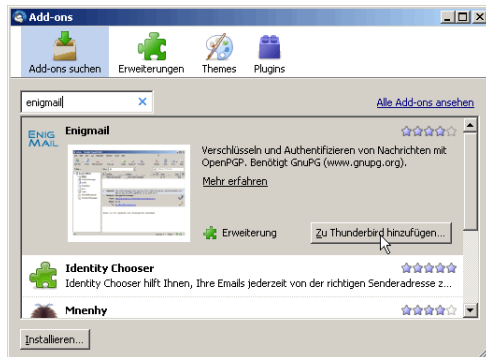 Add-ons
Add-ons suchen Erweiterungen Themes Plugins
enigmail Alle Add-ons ansehen
ENIG
MAIL
Enigmail
Verschlüsseln und Authentifizieren von Nachrichten mit
OpenPGP. Benötigt GnuPG (www.gnupg.org).
Mehr erfahren
Erweiterung Zu Thunderbird hinzufügen...
Identity Chooser
Identity Chooser hilft Ihnen, Ihre Emails jederzeit von der richtigen Senderadresse z...
Mnenhy
Installieren...